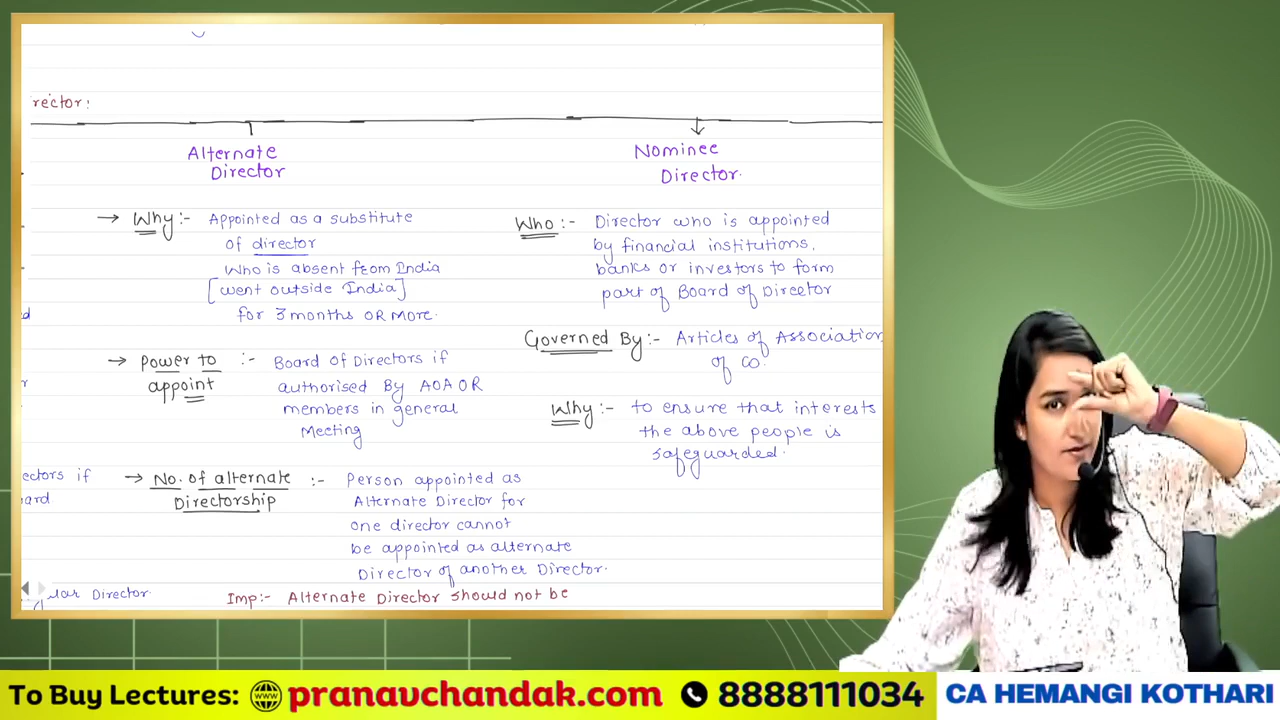 rector:
Alternate
Director
→ Why:- Appointed as a substitute
of director
Who is absent from India
[went outside India]
for 3 months OR more.
→ Power to appoint :- Board of Directors if
authorised By AOA OR
members in general
Meeting
→ No. of alternate Directorship :- Person appointed as
Alternate Director for
one director cannot
be appointed as alternate
Director of another Director.
Imp:- Alternate Director should not be
Nominee
Director.
Who:- Director who is appointed
by financial institutions,
banks or investors to form
part of Board of Director
Governed By:- Articles of Association
of Co.
Why:- to ensure that interests
the above people is
safeguarded.
ectors if
ard
Director.
To Buy Lectures: pranavchandak.com 8888111034 CA HEMANGI KOTHARI